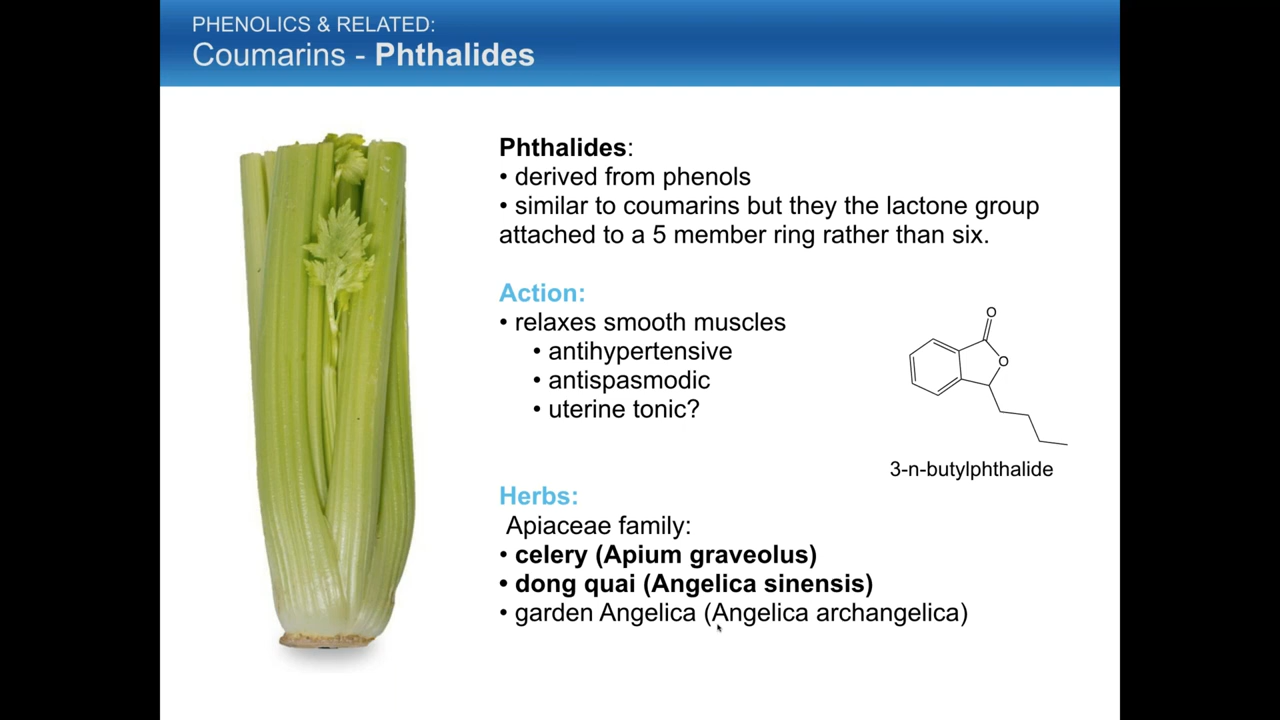 PHENOLICS & RELATED:
Coumarins - Phthalides
Phthalides:
• derived from phenols
• similar to coumarins but they the lactone group
attached to a 5 member ring rather than six.
Action:
• relaxes smooth muscles
• antihypertensive
• antispasmodic
• uterine tonic?
O
O
3-n-butylphthalide
Herbs:
Apiaceae family:
• celery (Apium graveolus)
• dong quai (Angelica sinensis)
• garden Angelica (Angelica archangelica)